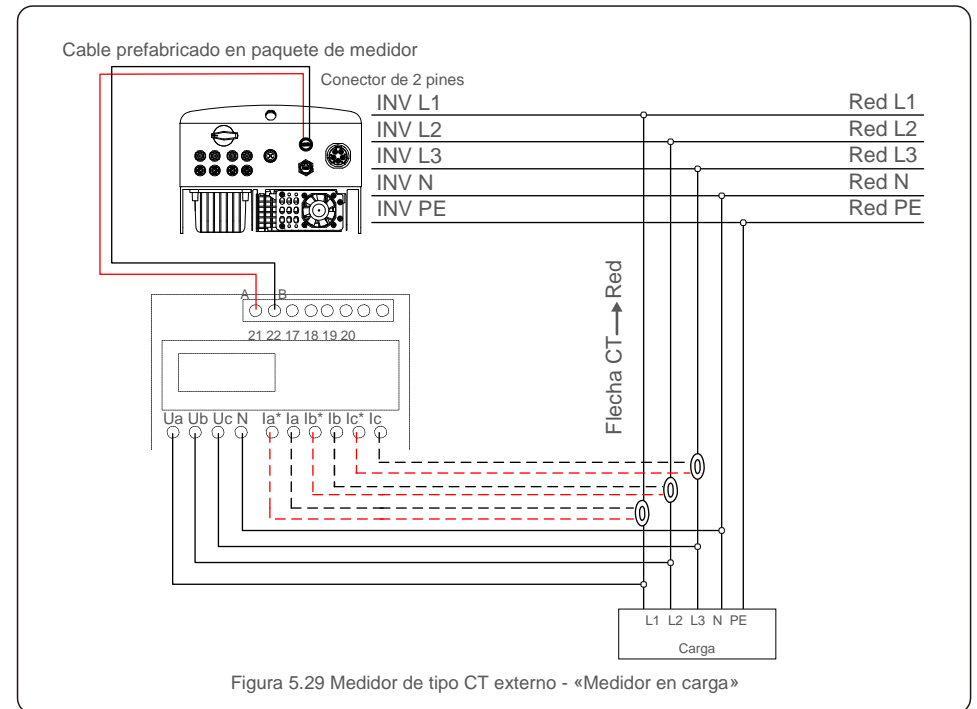 Cable prefabricado en paquete de medidor
Conector de 2 pines
INV L1 Red L1
INV L2 Red L2
INV L3 Red L3
INV N Red N
INV PE Red PE
Flecha CT→Red
A B
21 22 17 18 19 20
Ua Ub Uc N Ia* Ia Ib* Ib Ic* Ic
L1 L2 L3 N PE
Carga
Figura 5.29 Medidor de tipo CT externo - «Medidor en carga»